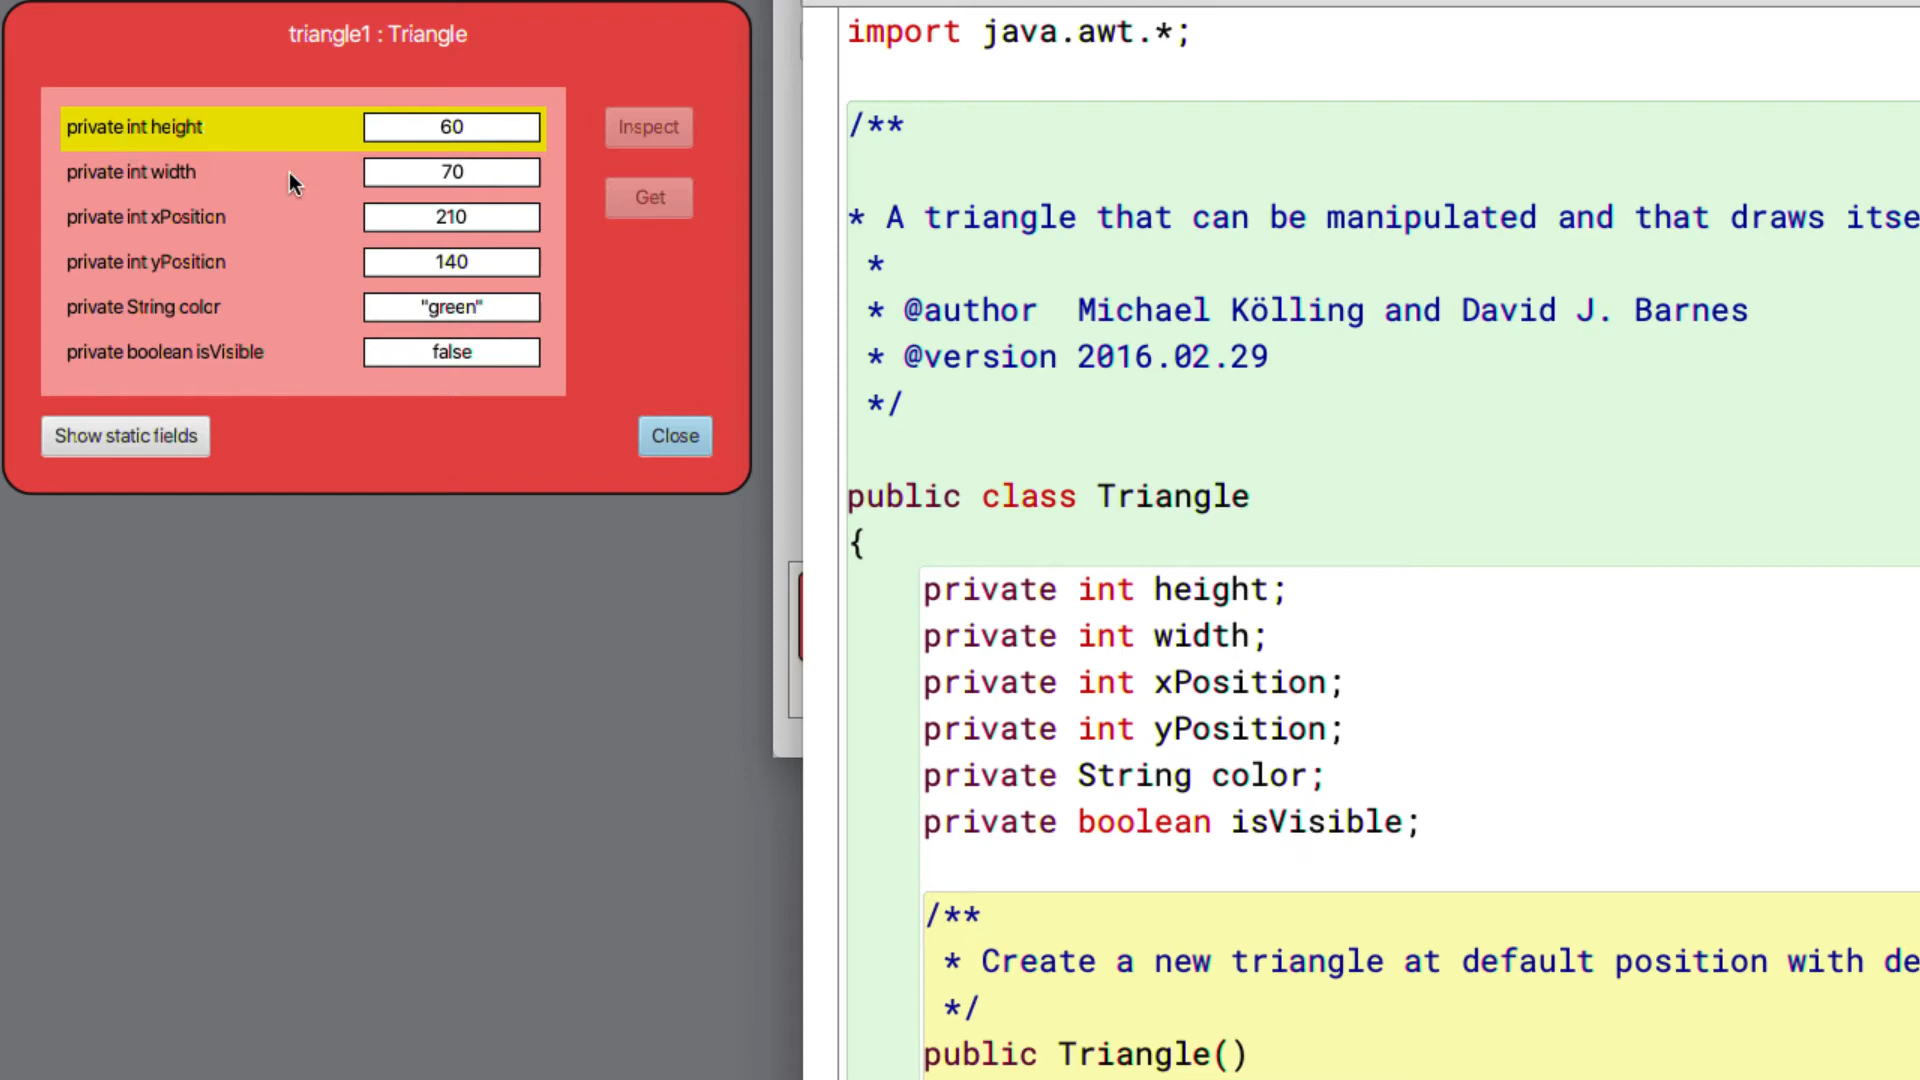 triangle1 : Triangle
private int height 60
private int width 70
private int xPosition 210
private int yPosition 140
private String color "green"
private boolean isVisible false
Inspect
Get
Show static fields
Close
import java.awt.*;
/**
* A triangle that can be manipulated and that draws itse
*
* @author Michael Kölling and David J. Barnes
* @version 2016.02.29
*/
public class Triangle
{
private int height;
private int width;
private int xPosition;
private int yPosition;
private String color;
private boolean isVisible;
/**
* Create a new triangle at default position with de
*/
public Triangle()